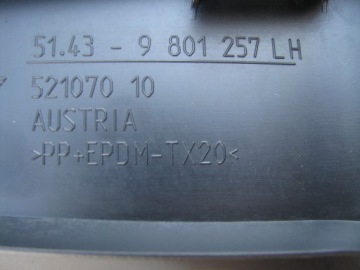 51.43 - 9 801 257 LH
521070 10
AUSTRIA
>PP+EPDM-TX20<